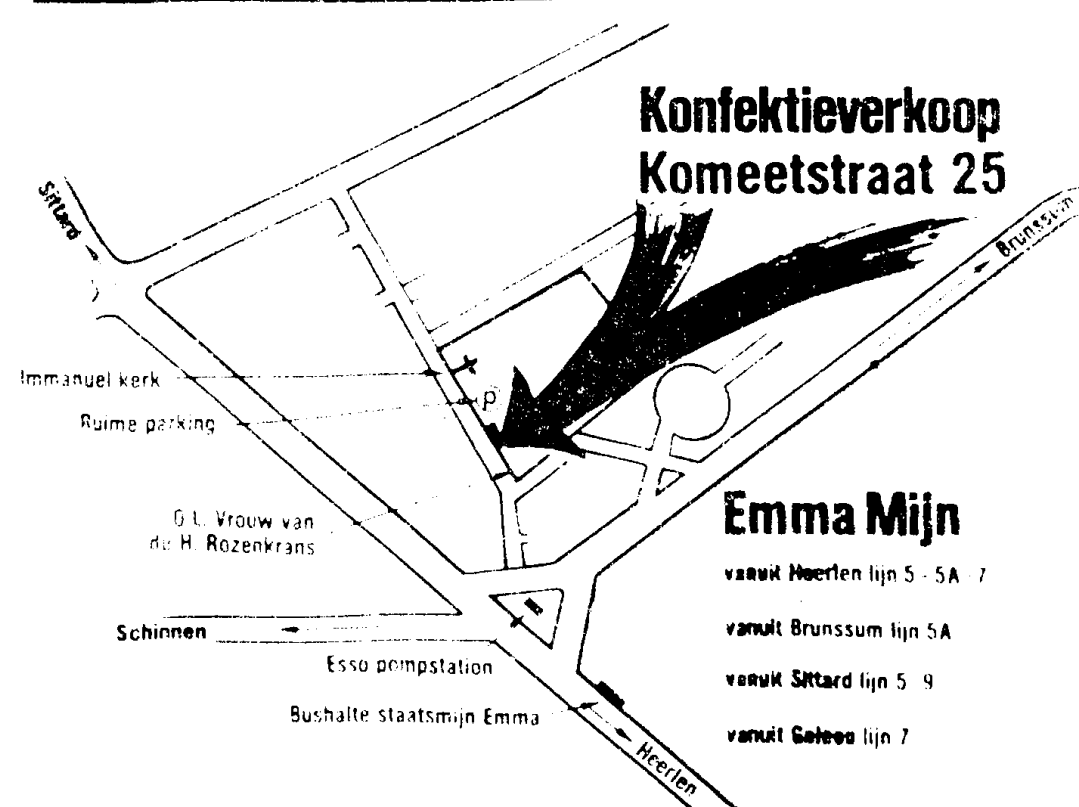 Konfektieverkoop
Komeetstraat 25
Sittard
Brunssum
Immanuel kerk
Ruime parking
P
O.L. Vrouw van
de H. Rozenkrans
Emma Mijn
vanuit Heerlen lijn 5 - 5A - 7
vanuit Brunssum lijn 5A
vanuit Sittard lijn 5 - 9
vanuit Geleen lijn 7
Schinnen
Esso pompstation
Bushalte staatsmijn Emma
Heerlen